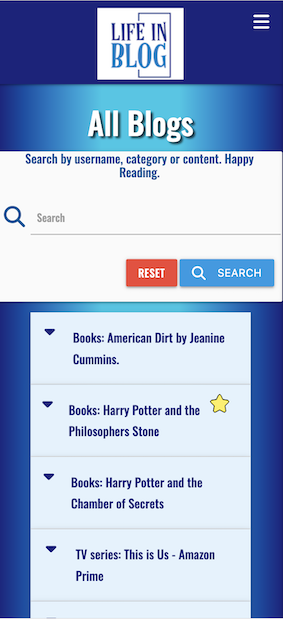 LIFE IN
BLOG
All Blogs
Search by username, category or content. Happy
Reading.
Search
RESET
SEARCH
Books: American Dirt by Jeanine
Cummins.
Books: Harry Potter and the
Philosophers Stone
Books: Harry Potter and the
Chamber of Secrets
TV series: This is Us - Amazon
Prime